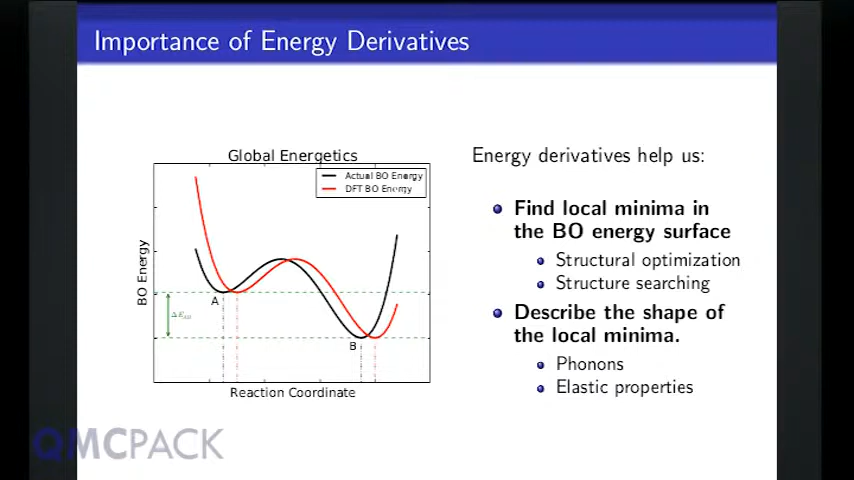 Importance of Energy Derivatives
Global Energetics
Actual BO Energy
DFT BO Energy
BO Energy
A
B
Reaction Coordinate
Energy derivatives help us:
Find local minima in
the BO energy surface
Structural optimization
Structure searching
Describe the shape of
the local minima.
Phonons
Elastic properties
QMCPACK